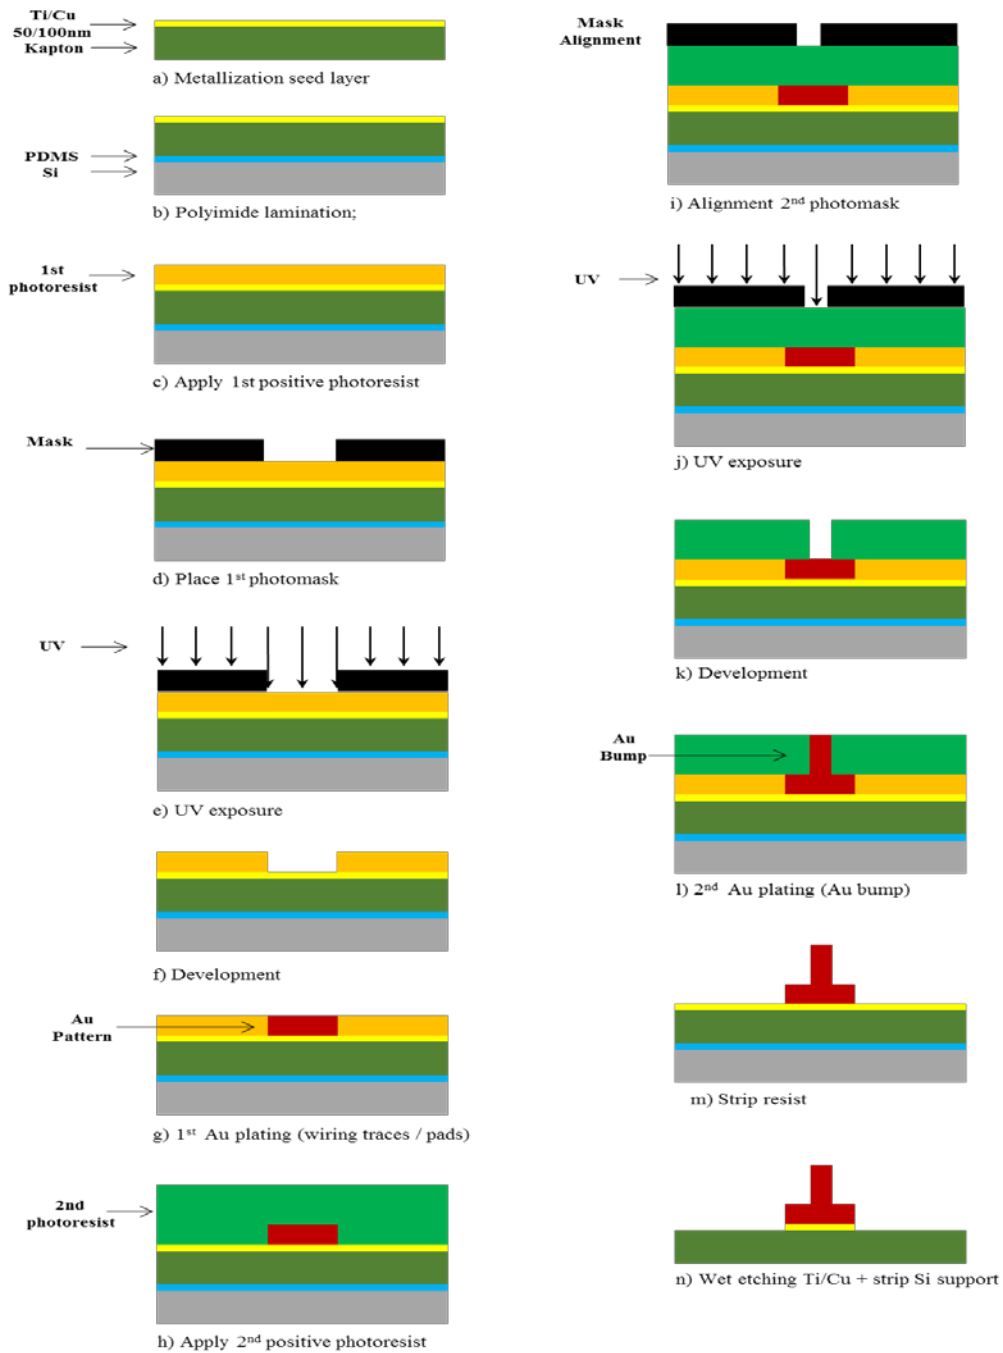 Ti/Cu
50/100nm
Kapton
a) Metallization seed layer
PDMS
Si
b) Polyimide lamination;
1st
photoresist
c) Apply 1st positive photoresist
Mask
d) Place 1st photomask
UV
e) UV exposure
f) Development
Au
Pattern
g) 1st Au plating (wiring traces / pads)
2nd
photoresist
h) Apply 2nd positive photoresist
Mask
Alignment
i) Alignment 2nd photomask
UV
j) UV exposure
k) Development
Au
Bump
l) 2nd Au plating (Au bump)
m) Strip resist
n) Wet etching Ti/Cu + strip Si support